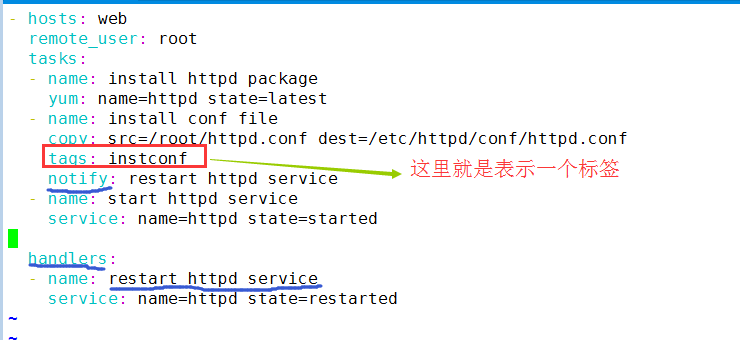 - hosts: web
remote_user: root
tasks:
- name: install httpd package
yum: name=httpd state=latest
- name: install conf file
copy: src=/root/httpd.conf dest=/etc/httpd/conf/httpd.conf
tags: instconf
这里就是表示一个标签
notify: restart httpd service
- name: start httpd service
service: name=httpd state=started
handlers:
- name: restart httpd service
service: name=httpd state=restarted
~
~